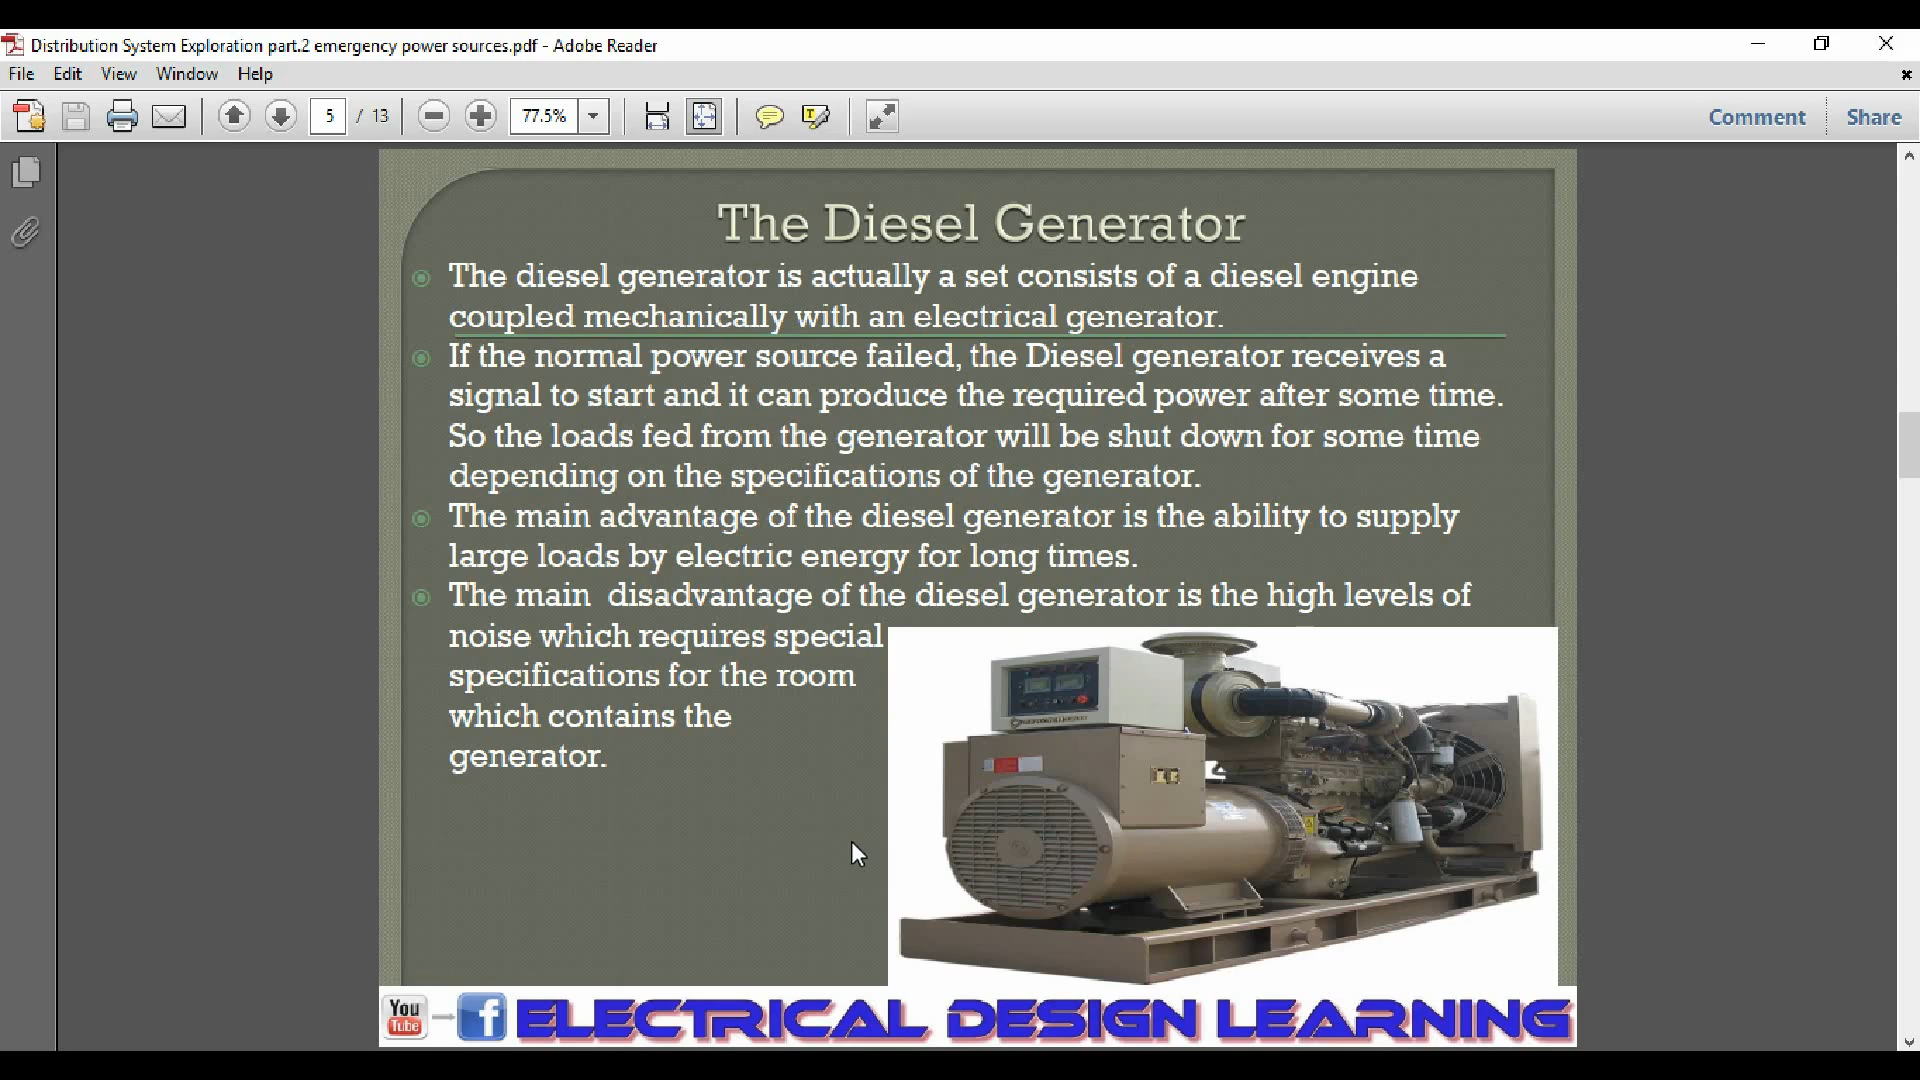 Distribution System Exploration part.2 emergency power sources.pdf - Adobe Reader
File Edit View Window Help
5 / 13 77.5% Comment Share
The Diesel Generator
The diesel generator is actually a set consists of a diesel engine
coupled mechanically with an electrical generator.
If the normal power source failed, the Diesel generator receives a
signal to start and it can produce the required power after some time.
So the loads fed from the generator will be shut down for some time
depending on the specifications of the generator.
The main advantage of the diesel generator is the ability to supply
large loads by electric energy for long times.
The main  disadvantage of the diesel generator is the high levels of
noise which requires special
specifications for the room
which contains the
generator.
You Tube f ELECTRICAL DESIGN LEARNING